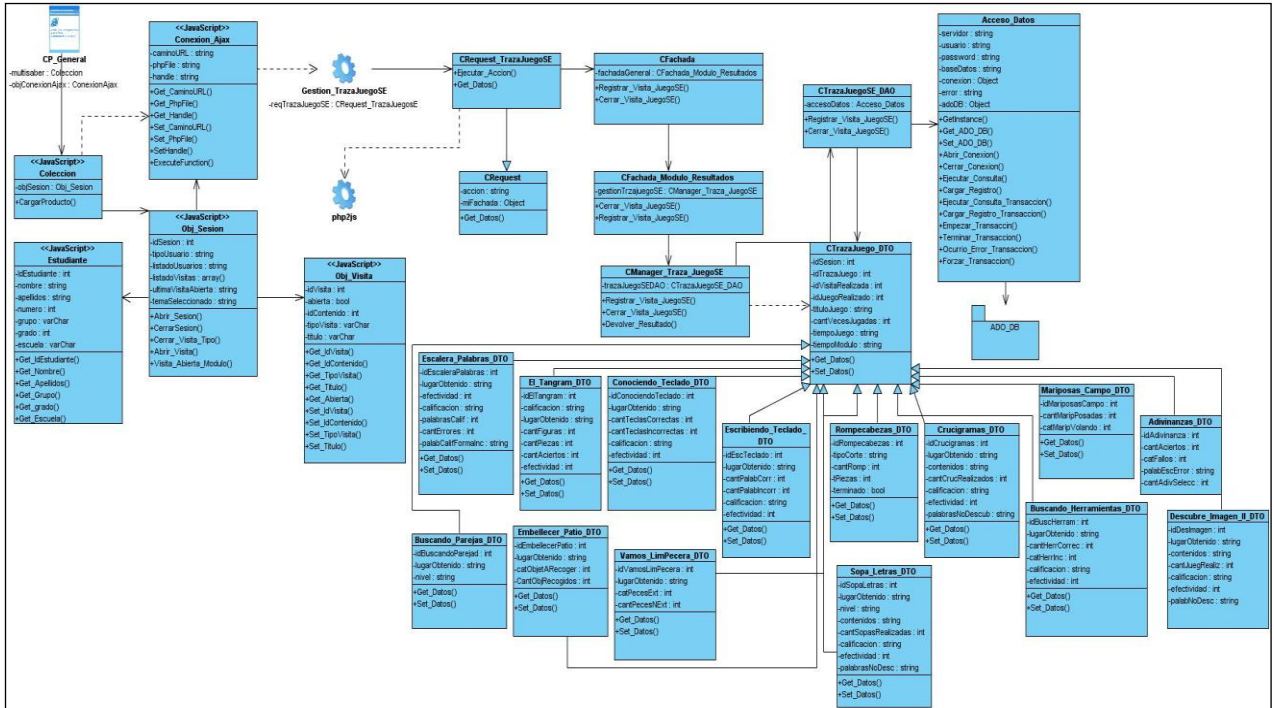 CP_General
-multisaber : Coleccion
-objConexionAjax : ConexionAjax
<<JavaScript>>
Conexion_Ajax
-caminoURL : string
-phpFile : string
-handle : string
+Get_CaminoURL()
+Get_PhpFile()
+Get_Handle()
+Set_CaminoURL()
+Set_PhpFile()
+SetHandle()
+ExecuteFunction()
Gestion_TrazaJuegoSE
-reqTrazaJuegoSE : CRequest_TrazaJuegosE
php2js
CRequest_TrazaJuegoSE
+Ejecutar_Accion()
+Get_Datos()
CRequest
-accion : string
-miFachada : Object
+Get_Datos()
CFachada
-fachadaGeneral : CFachada_Modulo_Resultados
+Registrar_Visita_JuegoSE()
+Cerrar_Visita_JuegoSE()
CFachada_Modulo_Resultados
-gestionTrzajuegoSE : CManager_Traza_JuegoSE
+Cerrar_Visita_JuegoSE()
+Registrar_Visita_JuegoSE()
CManager_Traza_JuegoSE
-trazaJuegoSEDAO : CTrazaJuegoSE_DAO
+Registrar_Visita_JuegoSE()
+Cerrar_Visita_JuegoSE()
+Devolver_Resultado()
CTrazaJuegoSE_DAO
-accesoDatos : Acceso_Datos
+Registrar_Visita_JuegoSE()
+Cerrar_Visita_JuegoSE()
Acceso_Datos
-servidor : string
-usuario : string
-password : string
-baseDatos : string
-conexion : Object
-error : string
-adoDB : Object
+GetInstance()
+Get_ADO_DB()
+Set_ADO_DB()
+Abrir_Conexion()
+Cerrar_Conexion()
+Ejecutar_Consulta()
+Cargar_Registro()
+Ejecutar_Consulta_Transaccion()
+Cargar_Registro_Transaccion()
+Empezar_Transaccin()
+Terminar_Transaccion()
+Ocurrio_Error_Transaccion()
+Forzar_Transaccion()
ADO_DB
<<JavaScript>>
Coleccion
-objSesion : Obj_Sesion
+CargarProducto()
<<JavaScript>>
Obj_Sesion
-idSesion : int
-tipoUsuario : string
-listadoUsuarios : string
-listadoVisitas : array()
-ultimaVisitaAbierta : string
-temaSeleccionado : string
+Abrir_Sesion()
+CerrarSesion()
+Cerrar_Visita_Tipo()
+Abrir_Visita()
+Visita_Abierta_Modulo()
<<JavaScript>>
Estudiante
-idEstudiante : int
-nombre : string
-apellidos : string
-numero : int
-grupo : varChar
-grado : int
-escuela : varChar
+Get_IdEstudiante()
+Get_Nombre()
+Get_Apellidos()
+Get_Grupo()
+Get_grado()
+Get_Escuela()
<<JavaScript>>
Obj_Visita
-idVisita : int
-abierta : bool
-idContenido : int
-tipoVisita : varChar
-titulo : varChar
+Get_IdVisita()
+Get_IdContenido()
+Get_TipoVisita()
+Get_Titulo()
+Get_Abierta()
+Set_IdVisita()
+Set_IdContenido()
+Set_TipoVisita()
+Set_Titulo()
CTrazaJuego_DTO
-idSesion : int
-idTrazaJuego : int
-idVisitaRealizada : int
-idJuegoRealizado : int
-tituloJuego : string
-cantVecesJugadas : int
-tiempoJuego : string
-tiempoModulo : string
+Get_Datos()
+Set_Datos()
Escalera_Palabras_DTO
-idEscaleraPalabras : int
-lugarObtenido : string
-efectividad : int
-calificacion : string
-palabrasCalif : int
-cantErrores : int
-palabCalifFormaInc : string
+Get_Datos()
+Set_Datos()
El_Tangram_DTO
-idElTangram : int
-calificacion : string
-lugarObtenido : string
-cantFiguras : int
-cantPiezas : int
-cantAciertos : int
-efectividad : int
+Get_Datos()
+Set_Datos()
Conociendo_Teclado_DTO
-idConociendoTeclado : int
-lugarObtenido : string
-cantTeclasCorrectas : int
-cantTeclasIncorrectas : int
-calificacion : string
-efectividad : int
+Get_Datos()
+Set_Datos()
Escribiendo_Teclado_
DTO
-idEscTeclado : int
-lugarObtenido : string
-cantPalabCorr : int
-cantPalabIncorr : int
-calificacion : string
-efectividad : int
+Get_Datos()
+Set_Datos()
Rompecabezas_DTO
-idRompecabezas : int
-tipoCorte : string
-cantRomp : int
-tPiezas : int
-terminado : bool
+Get_Datos()
+Set_Datos()
Crucigramas_DTO
-idCrucigramas : int
-lugarObtenido : string
-contenidos : string
-cantCrucRealizados : int
-calificacion : string
-efectividad : int
-palabrasNoDescub : string
+Get_Datos()
+Set_Datos()
Mariposas_Campo_DTO
-idMariposasCampo : int
-cantMaripPosadas : int
-catMaripVolando : int
+Get_Datos()
+Set_Datos()
Adivinanzas_DTO
-idAdivinanza : int
-cantAciertos : int
-catFallos : int
-palabEscError : string
-cantAdivSelecc : int
Buscando_Herramientas_DTO
-idBuscHerram : int
-lugarObtenido : string
-cantHerrCorrec : int
-catHerrInc : int
-calificacion : string
-efectividad : int
+Get_Datos()
+Set_Datos()
Descubre_Imagen_II_DTO
-idDesImagen : int
-lugarObtenido : string
-contenidos : string
-cantJuegRealiz : int
-calificacion : string
-efectividad : int
-palabNoDesc : string
Buscando_Parejas_DTO
-idBuscandoParejad : int
-lugarObtenido : string
-nivel : string
+Get_Datos()
+Set_Datos()
Embellecer_Patio_DTO
-idEmbellecerPatio : int
-lugarObtenido : string
-catObjetARecoger : int
-CantObjRecogidos : int
+Get_Datos()
+Set_Datos()
Vamos_LimPecera_DTO
-idVamosLimPecera : int
-lugarObtenido : string
-catPecesExt : int
-cantPecesNExt : int
+Get_Datos()
+Set_Datos()
Sopa_Letras_DTO
-idSopaLetras : int
-lugarObtenido : string
-nivel : string
-contenidos : string
-cantSopasRealizadas : int
-calificacion : string
-efectividad : int
-palabrasNoDesc : string
+Get_Datos()
+Set_Datos()